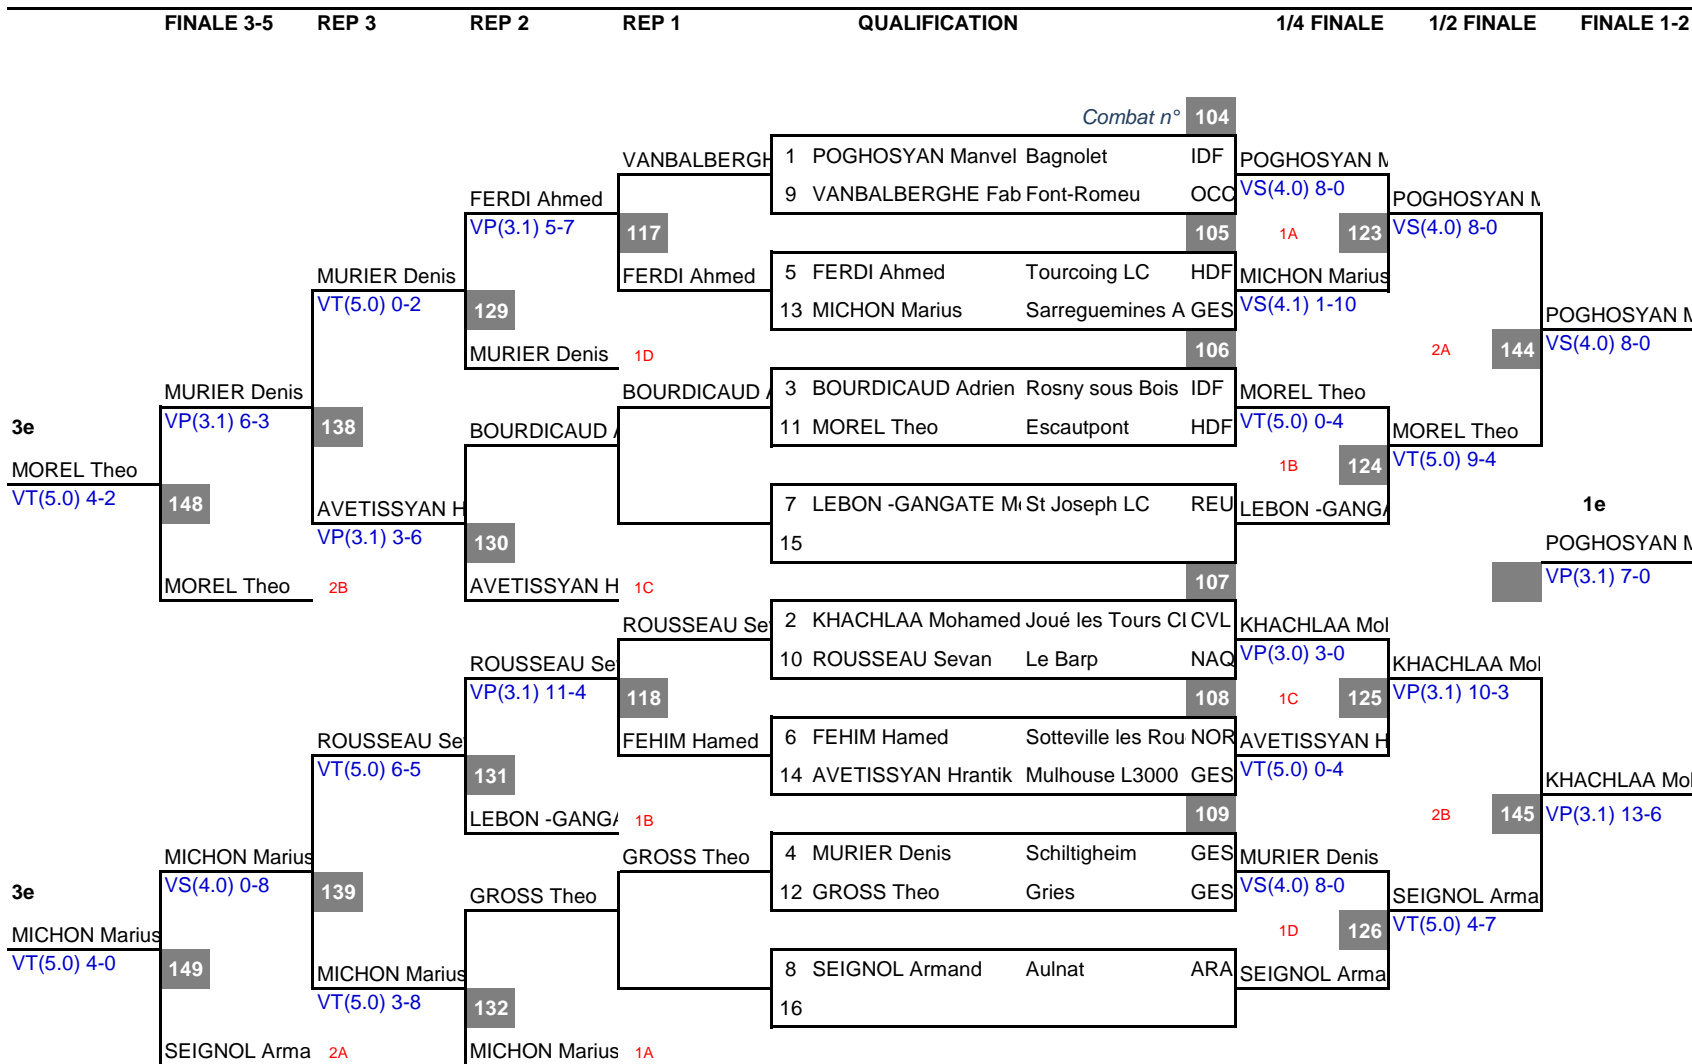 FINALE 3-5 REP 3 REP 2 REP 1 QUALIFICATION 1/4 FINALE 1/2 FINALE FINALE 1-2
Combat n° 104
VANBALBERGH 1 POGHOSYAN Manvel Bagnolet IDF POGHOSYAN M
FERDI Ahmed 9 VANBALBERGHE Fab Font-Romeu OCC VS(4.0) 8-0 POGHOSYAN M
VP(3.1) 5-7 117 105 1A 123 VS(4.0) 8-0
MURIER Denis FERDI Ahmed 5 FERDI Ahmed Tourcoing LC HDF MICHON Marius
VT(5.0) 0-2 129 13 MICHON Marius Sarreguemines A GES VS(4.1) 1-10 POGHOSYAN M
MURIER Denis 1D 106 2A 144 VS(4.0) 8-0
MURIER Denis BOURDICAUD A 3 BOURDICAUD Adrien Rosny sous Bois IDF MOREL Theo
3e VP(3.1) 6-3 138 BOURDICAUD A 11 MOREL Theo Escautpont HDF VT(5.0) 0-4 MOREL Theo
MOREL Theo 1B 124 VT(5.0) 9-4
VT(5.0) 4-2 148 AVETISSYAN H 7 LEBON -GANGATE Mo St Joseph LC REU LEBON -GANGA 1e
VP(3.1) 3-6 130 15 POGHOSYAN M
MOREL Theo 2B AVETISSYAN H 1C 107 VP(3.1) 7-0
ROUSSEAU Se 2 KHACHLAA Mohamed Joué les Tours Cl CVL KHACHLAA Moh
ROUSSEAU Se 10 ROUSSEAU Sevan Le Barp NAQ VP(3.0) 3-0 KHACHLAA Moh
VP(3.1) 11-4 118 108 1C 125 VP(3.1) 10-3
ROUSSEAU Se FEHIM Hamed 6 FEHIM Hamed Sotteville les Rou NOR AVETISSYAN H
VT(5.0) 6-5 131 14 AVETISSYAN Hrantik Mulhouse L3000 GES VT(5.0) 0-4 KHACHLAA Moh
LEBON -GANGA 1B 109 2B 145 VP(3.1) 13-6
MICHON Marius GROSS Theo 4 MURIER Denis Schiltigheim GES MURIER Denis
3e VS(4.0) 0-8 139 GROSS Theo 12 GROSS Theo Gries GES VS(4.0) 8-0 SEIGNOL Arma
MICHON Marius 1D 126 VT(5.0) 4-7
VT(5.0) 4-0 149 MICHON Marius 8 SEIGNOL Armand Aulnat ARA SEIGNOL Arma
VT(5.0) 3-8 132 16
SEIGNOL Arma 2A MICHON Marius 1A